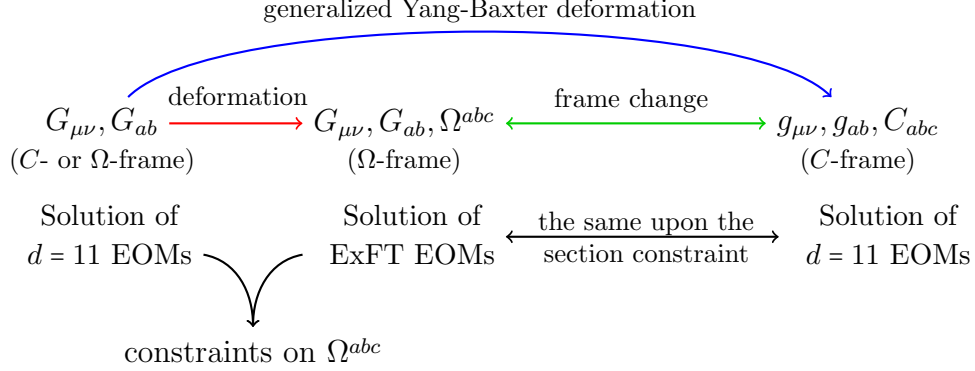 generalized Yang-Baxter deformation
deformation
frame change
G_{μν}, G_{ab}
G_{μν}, G_{ab}, Ω^{abc}
g_{μν}, g_{ab}, C_{abc}
(C- or Ω-frame)
(Ω-frame)
(C-frame)
Solution of
d = 11 EOMs
Solution of
ExFT EOMs
the same upon the
section constraint
Solution of
d = 11 EOMs
constraints on Ω^{abc}